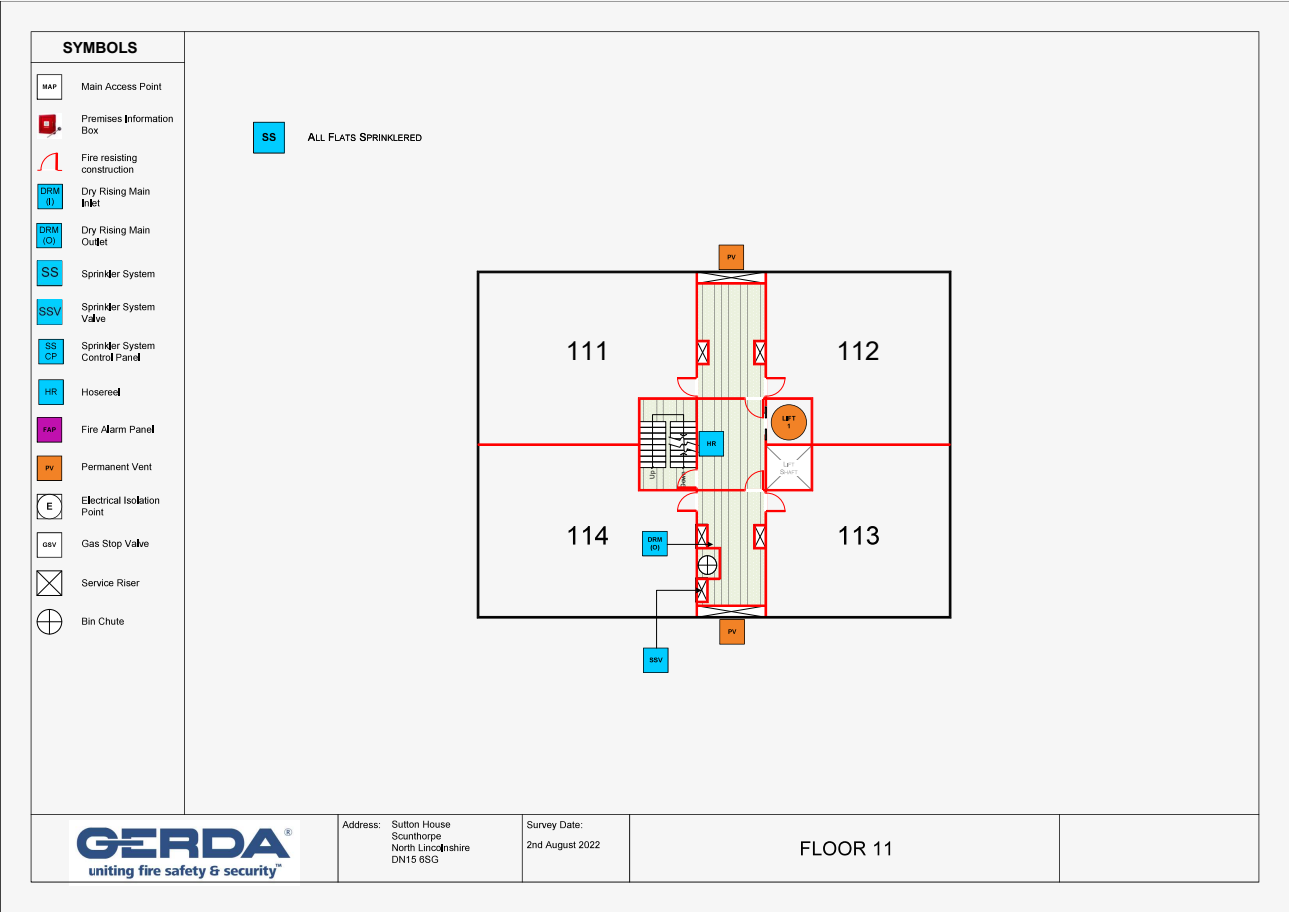 SYMBOLS
MAP
Main Access Point
Premises Information
Box
Fire resisting
construction
DRM
(I)
Dry Rising Main
Inlet
DRM
(O)
Dry Rising Main
Outlet
SS
Sprinkler System
SSV
Sprinkler System
Valve
SS
CP
Sprinkler System
Control Panel
HR
Hosereel
FAP
Fire Alarm Panel
PV
Permanent Vent
E
Electrical Isolation
Point
GSV
Gas Stop Valve
Service Riser
Bin Chute
SS
ALL FLATS SPRINKLERED
PV
111
112
LIFT
1
HR
LIFT
SHAFT
Up
Down
114
113
DRM
(O)
PV
SSV
GERDA®
uniting fire safety & security™
Address:
Sutton House
Scunthorpe
North Lincolnshire
DN15 6SG
Survey Date:
2nd August 2022
FLOOR 11